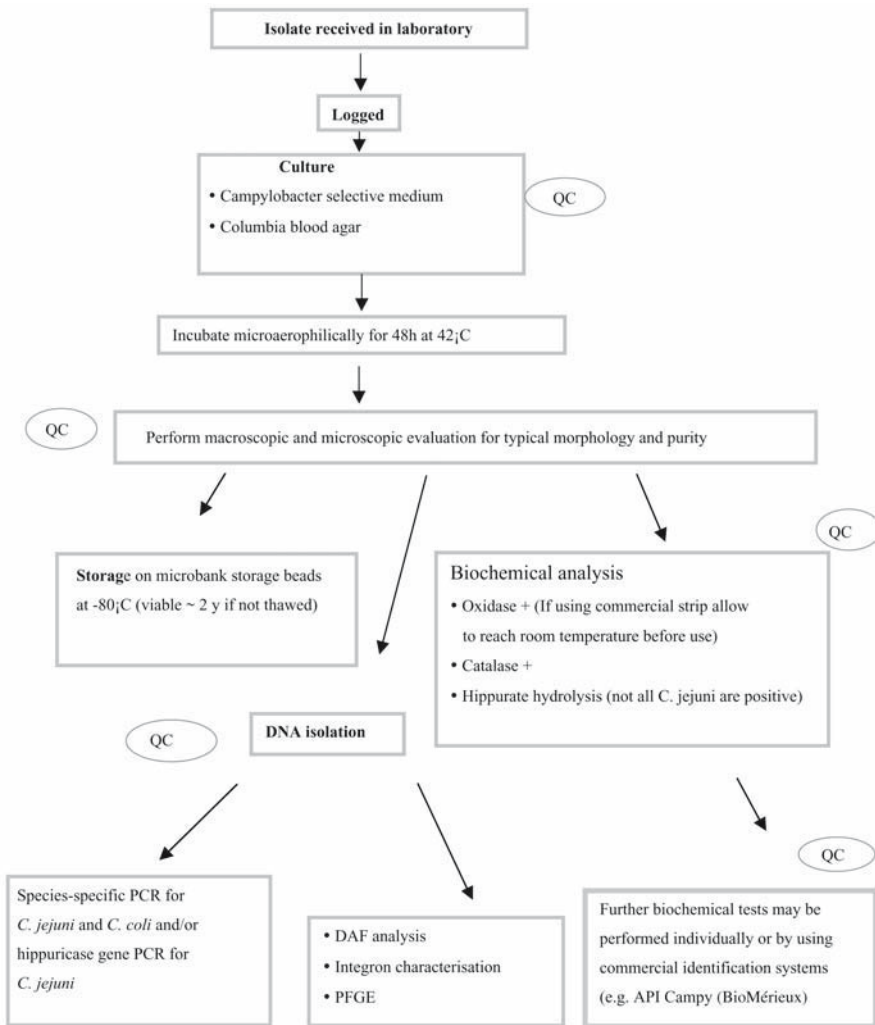 Isolate received in laboratory
Logged
Culture
• Campylobacter selective medium
• Columbia blood agar
QC
Incubate microaerophilically for 48h at 42¡C
QC
Perform macroscopic and microscopic evaluation for typical morphology and purity
Storage on microbank storage beads
at -80¡C (viable ~ 2 y if not thawed)
QC
Biochemical analysis
• Oxidase + (If using commercial strip allow
to reach room temperature before use)
• Catalase +
• Hippurate hydrolysis (not all C. jejuni are positive)
QC
DNA isolation
Species-specific PCR for
C. jejuni and C. coli and/or
hippuricase gene PCR for
C. jejuni
• DAF analysis
• Integron characterisation
• PFGE
QC
Further biochemical tests may be
performed individually or by using
commercial identification systems
(e.g. API Campy (BioMérieux)